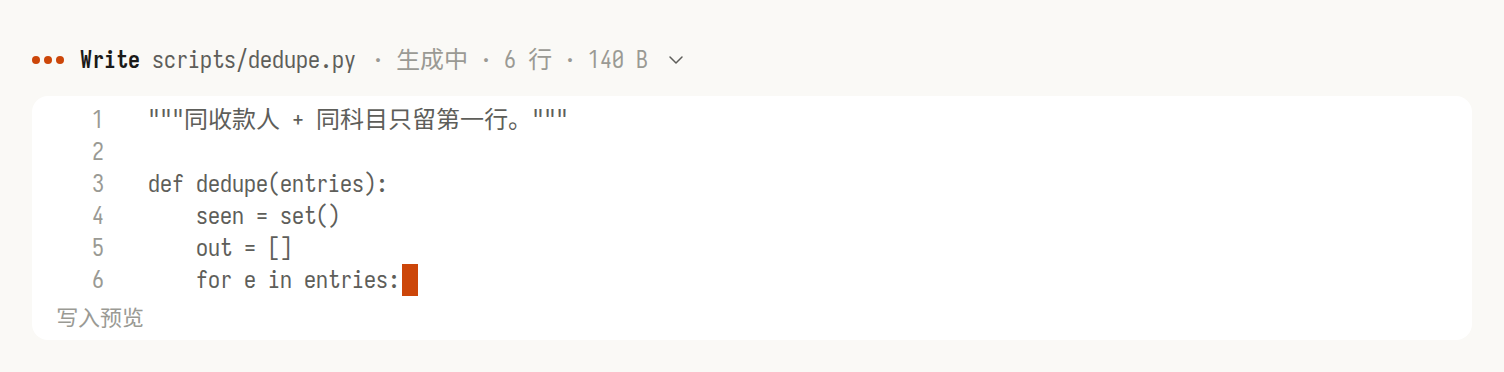 Write scripts/dedupe.py · 生成中 · 6 行 · 140 B
1 """同收款人 + 同科目只留第一行。"""
2
3 def dedupe(entries):
4     seen = set()
5     out = []
6     for e in entries:
写入预览